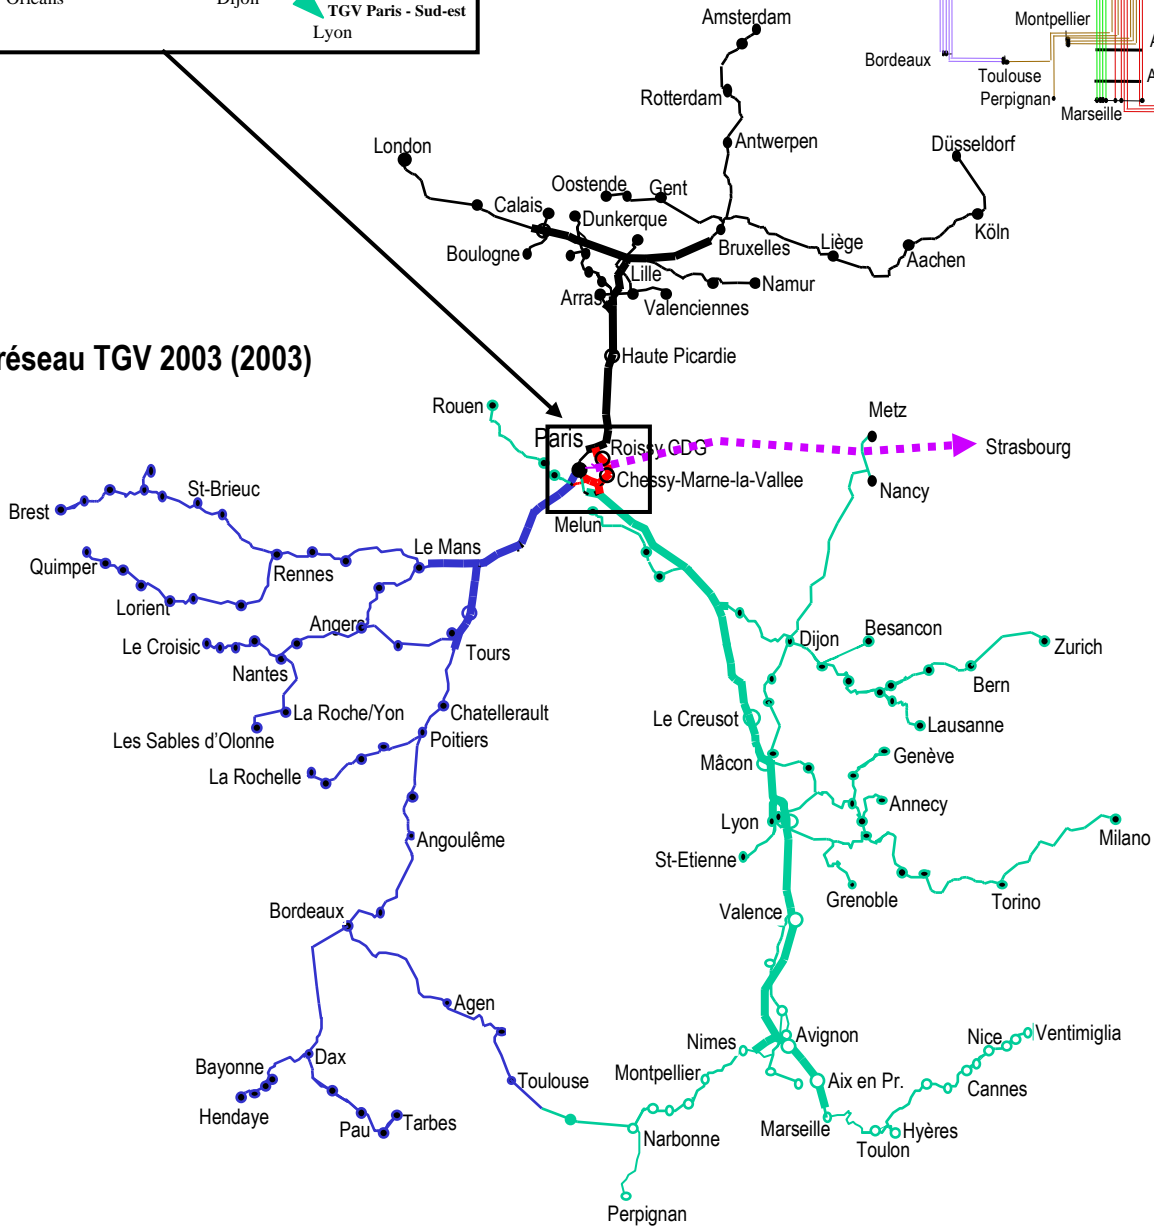 Orléans
Dijon
TGV Paris - Sud-est
Lyon
Montpellier
Bordeaux
Toulouse
Perpignan
Marseille
A
A
Amsterdam
Rotterdam
Antwerpen
Düsseldorf
London
Oostende
Gent
Calais
Dunkerque
Köln
Boulogne
Bruxelles
Liège
Aachen
Lille
Namur
Arras
Valenciennes
réseau TGV 2003 (2003)
Haute Picardie
Rouen
Metz
Paris
Roissy CDG
Strasbourg
Chessy-Marne-la-Vallee
Nancy
St-Brieuc
Brest
Melun
Le Mans
Quimper
Rennes
Lorient
Angers
Le Croisic
Tours
Dijon
Besancon
Zurich
Nantes
Bern
La Roche/Yon
Chatellerault
Le Creusot
Lausanne
Les Sables d'Olonne
Poitiers
Genève
La Rochelle
Mâcon
Annecy
Lyon
Milano
Angoulême
St-Etienne
Grenoble
Torino
Bordeaux
Valence
Agen
Nimes
Avignon
Nice
Ventimiglia
Dax
Bayonne
Montpellier
Toulouse
Aix en Pr.
Cannes
Hendaye
Pau
Tarbes
Narbonne
Marseille
Hyères
Toulon
Perpignan